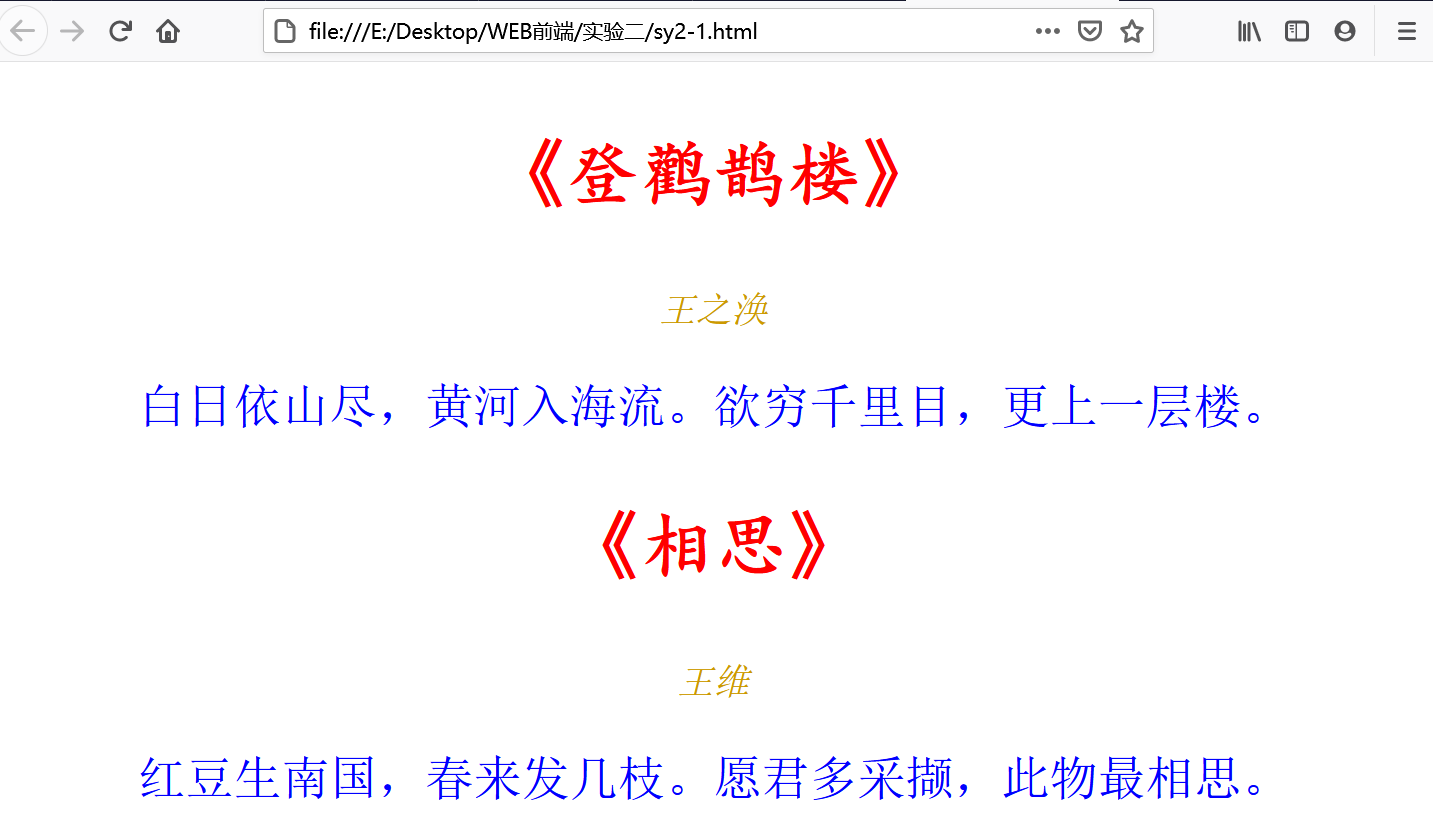 file:///E:/Desktop/WEB前端/实验二/sy2-1.html
《登鹳鹊楼》
王之涣
白日依山尽，黄河入海流。欲穷千里目，更上一层楼。
《相思》
王维
红豆生南国，春来发几枝。愿君多采撷，此物最相思。